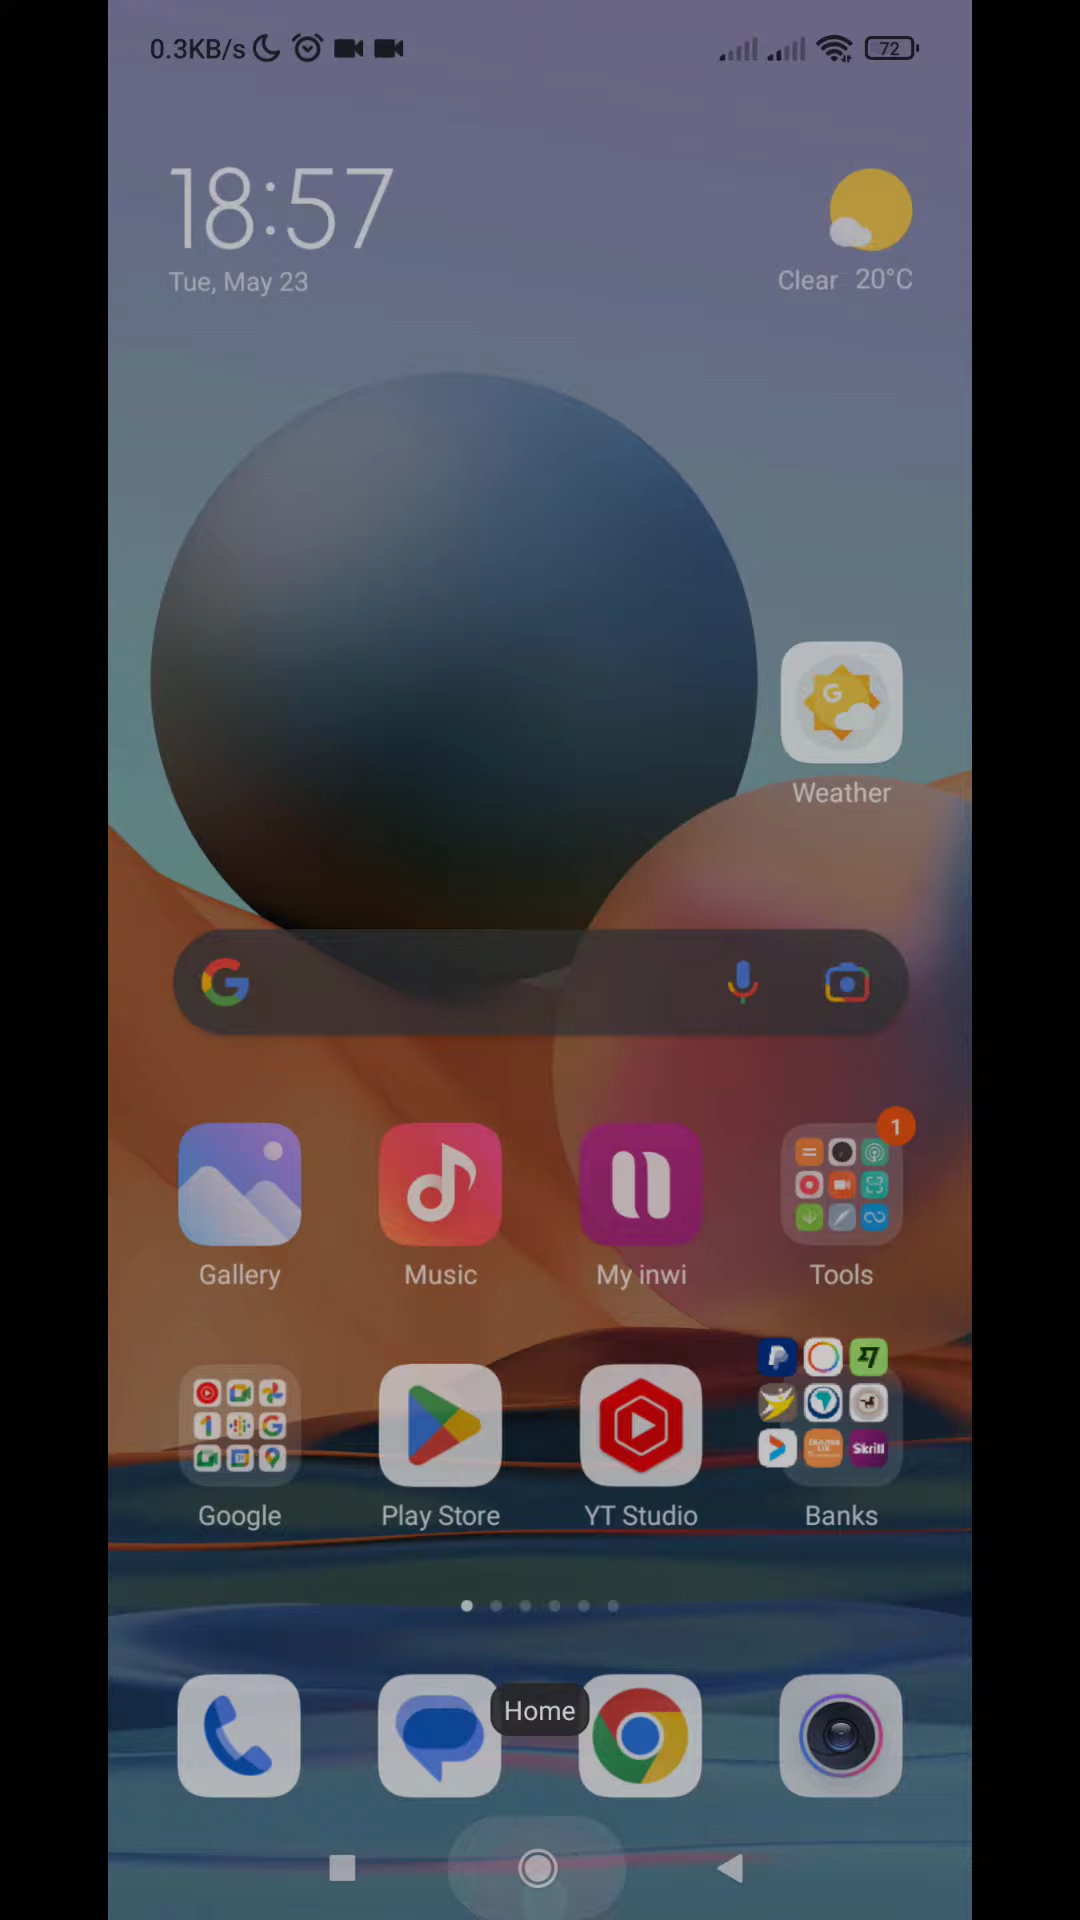 0.3KB/s
72
18:57
Tue, May 23
Clear 20°C
Weather
1
Gallery
Music
My inwi
Tools
Skrill
Google
Play Store
YT Studio
Banks
Home